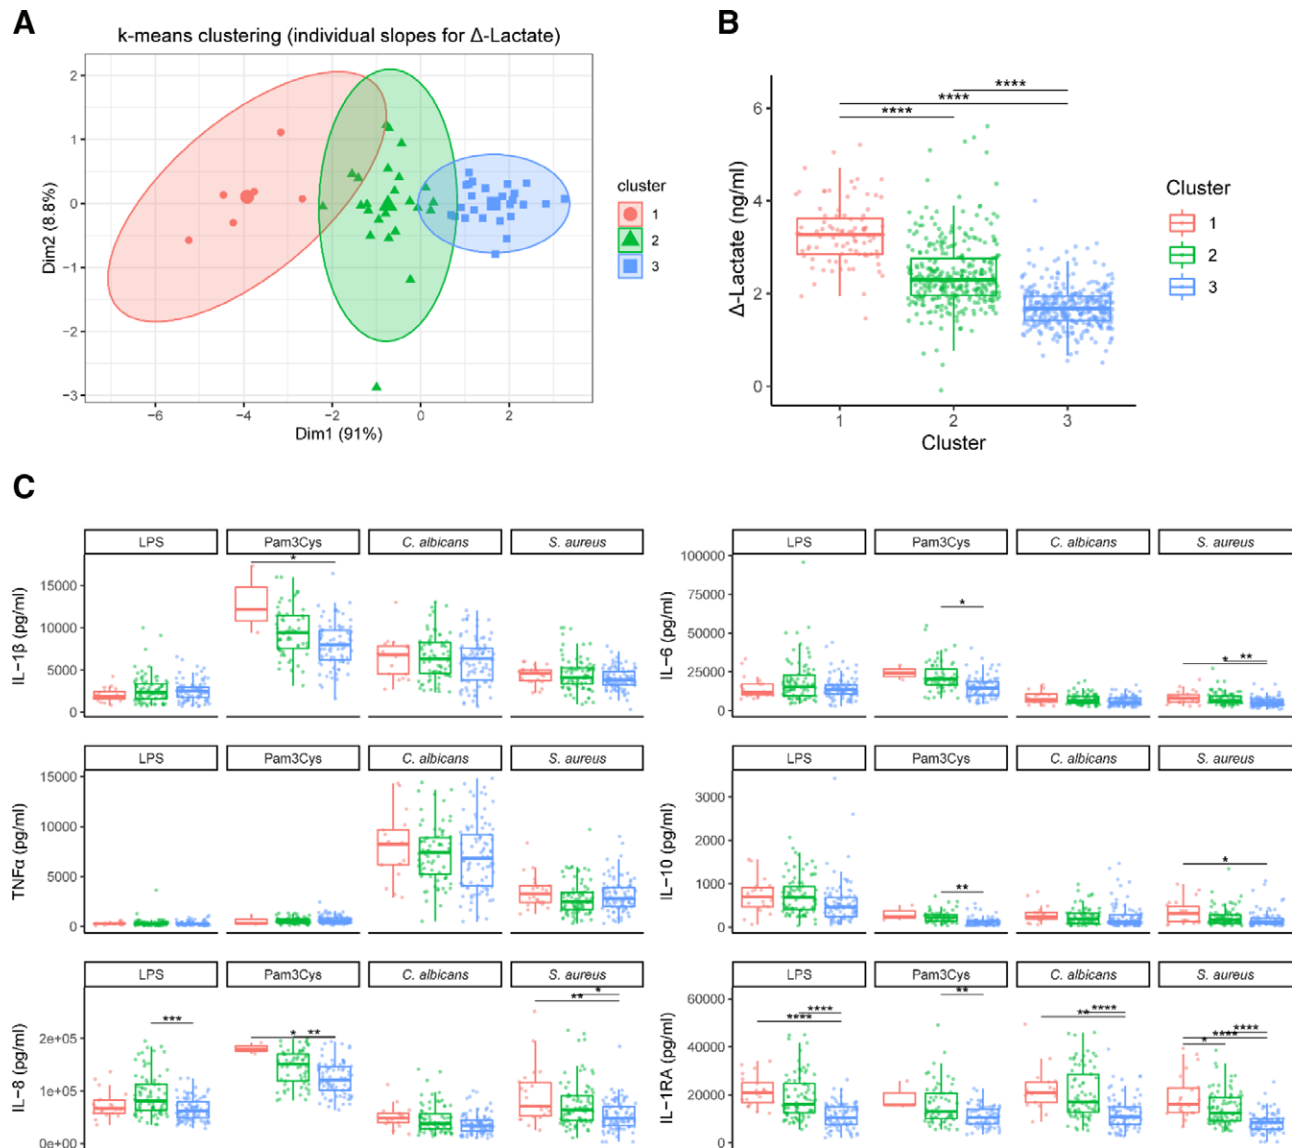 A
k-means clustering (individual slopes for Δ-Lactate)
2
1
0
−1
−2
−3
−6
−4
−2
0
2
Dim2 (8.8%)
Dim1 (91%)
cluster
1
2
3
B
****
****
****
6
4
2
0
Δ-Lactate (ng/ml)
1
2
3
Cluster
Cluster
1
2
3
C
LPS
Pam3Cys
C. albicans
S. aureus
*
15000
10000
5000
0
IL−1β (pg/ml)
LPS
Pam3Cys
C. albicans
S. aureus
100000
75000
50000
25000
0
IL−6 (pg/ml)
*
*
**
LPS
Pam3Cys
C. albicans
S. aureus
15000
10000
5000
0
TNFα (pg/ml)
LPS
Pam3Cys
C. albicans
S. aureus
3000
2000
1000
0
IL−10 (pg/ml)
**
*
LPS
Pam3Cys
C. albicans
S. aureus
2e+05
1e+05
0e+00
IL−8 (pg/ml)
***
*
**
*
**
LPS
Pam3Cys
C. albicans
S. aureus
60000
40000
20000
0
IL−1RA (pg/ml)
****
****
**
****
**
****
****
*